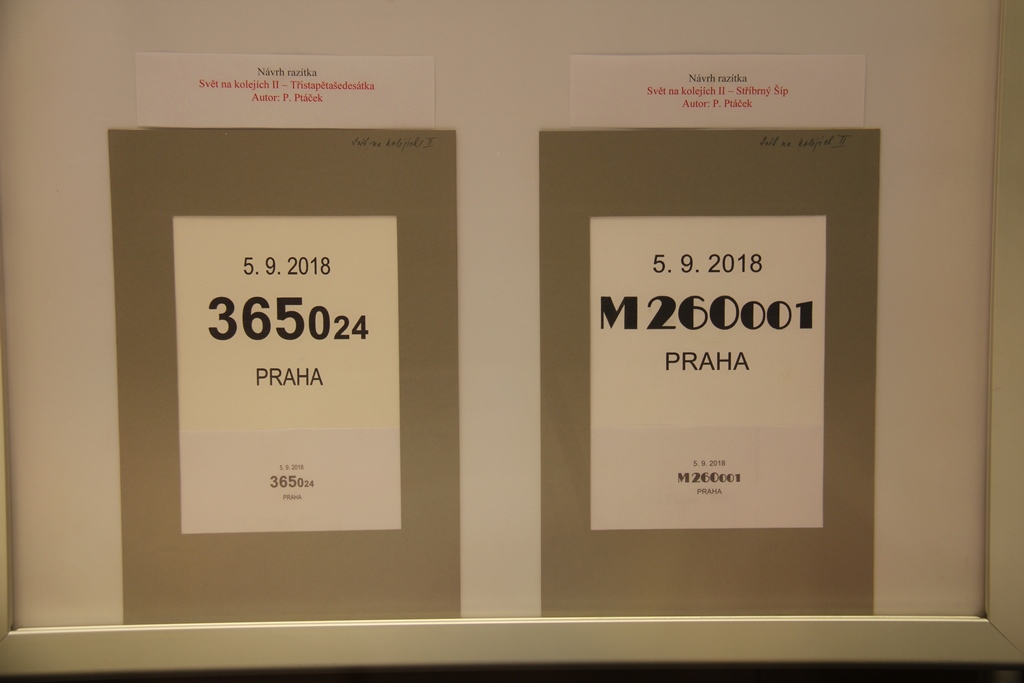 Návrh razítka
Svět na kolejích II – Třistapětašedesátka
Autor: P. Ptáček
Svět na kolejích II
5. 9. 2018
365024
PRAHA
5. 9. 2018
365024
PRAHA
Návrh razítka
Svět na kolejích II – Stříbrný Šíp
Autor: P. Ptáček
Svět na kolejích II
5. 9. 2018
M 260001
PRAHA
5. 9. 2018
M 260001
PRAHA